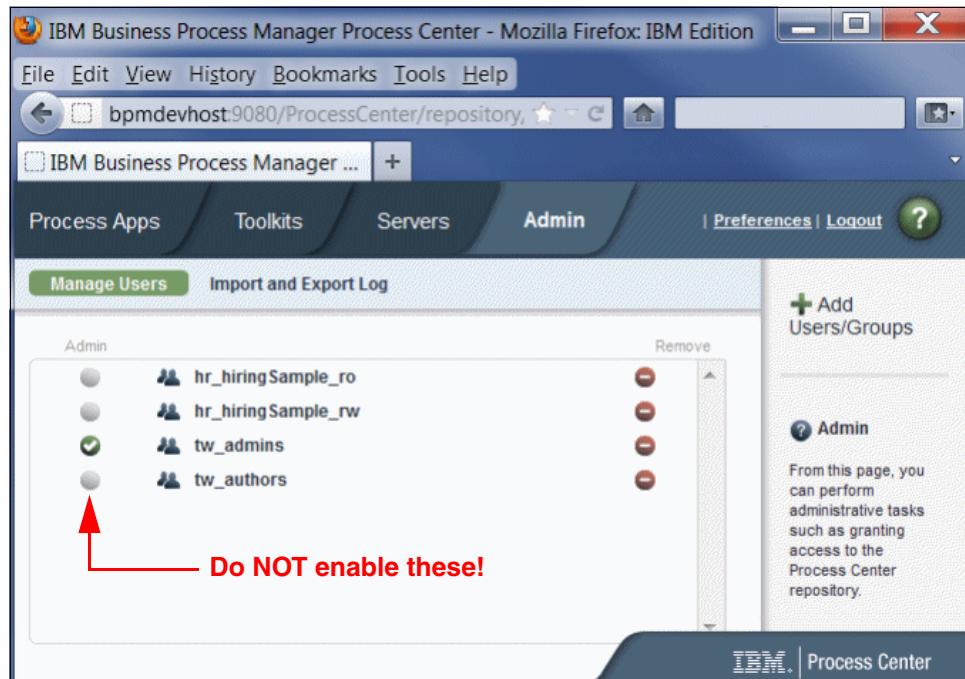 IBM Business Process Manager Process Center - Mozilla Firefox: IBM Edition
File Edit View History Bookmarks Tools Help
bpmdevhost:9080/ProcessCenter/repository,
IBM Business Process Manager ... +
Process Apps Toolkits Servers Admin | Preferences | Logout ?
Manage Users Import and Export Log
Add
Users/Groups
Admin Remove
hr_hiringSample_ro
hr_hiringSample_rw
tw_admins
tw_authors
Do NOT enable these!
? Admin
From this page, you
can perform
administrative tasks
such as granting
access to the
Process Center
repository.
IBM. | Process Center